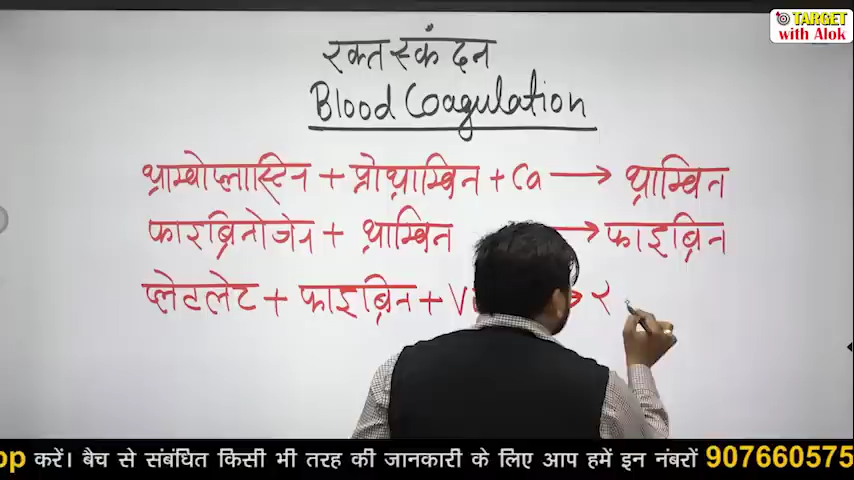 TARGET
with Alok
रक्त स्कंदन
Blood Coagulation
थ्राम्बोप्लास्टिन + प्रोथ्राम्बिन + Ca → थ्राम्बिन
फाइब्रिनोजेन + थ्राम्बिन → फाइब्रिन
प्लेटलेट + फाइब्रिन + V
करें। बैच से संबंधित किसी भी तरह की जानकारी के लिए आप हमें इन नंबरों 907660575